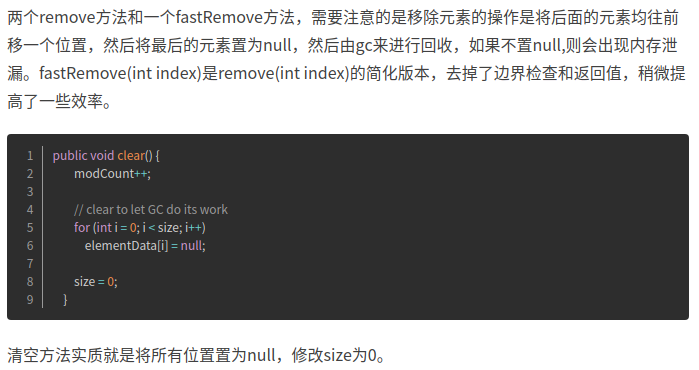 两个remove方法和一个fastRemove方法，需要注意的是移除元素的操作是将后面的元素均往前
移一个位置，然后将最后的元素置为null，然后由gc来进行回收，如果不置null,则会出现内存泄
漏。fastRemove(int index)是remove(int index)的简化版本，去掉了边界检查和返回值，稍微提
高了一些效率。
1 public void clear() {
2 modCount++;
3
4 // clear to let GC do its work
5 for (int i = 0; i < size; i++)
6 elementData[i] = null;
7
8 size = 0;
9 }
清空方法实质就是将所有位置置为null，修改size为0。